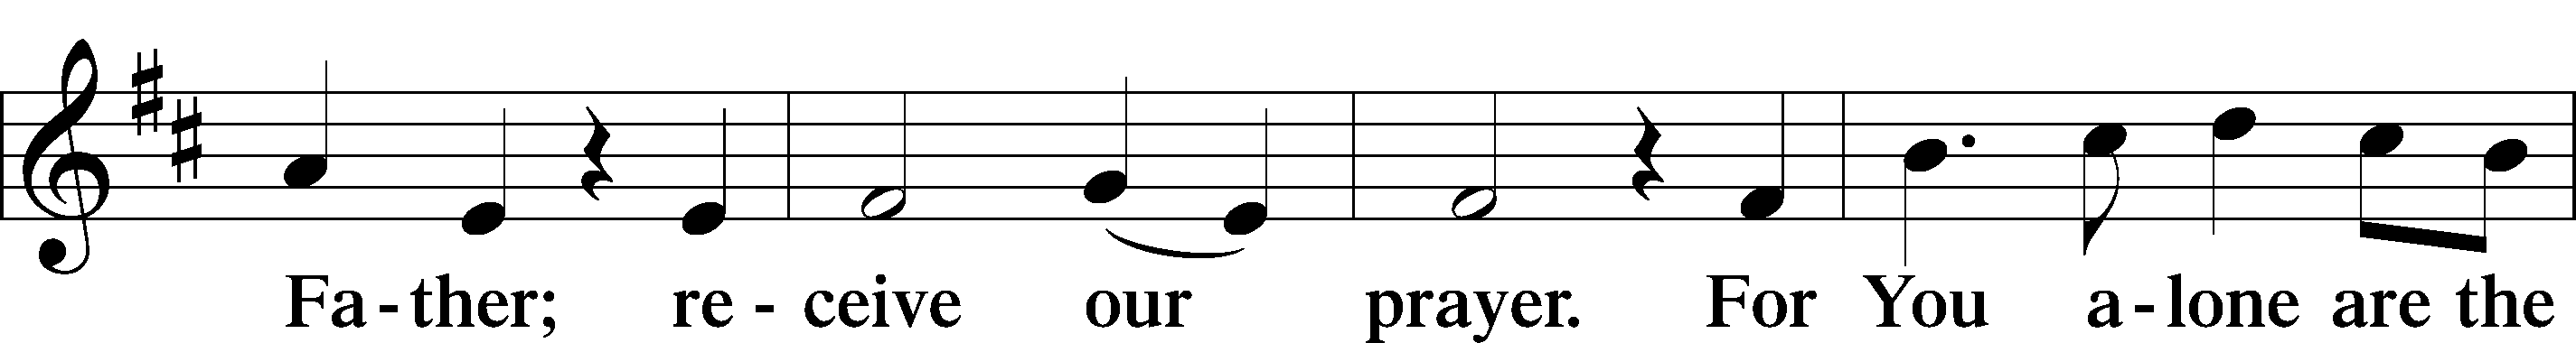 Fa-ther; re-ceive our prayer. For You a-lone are the